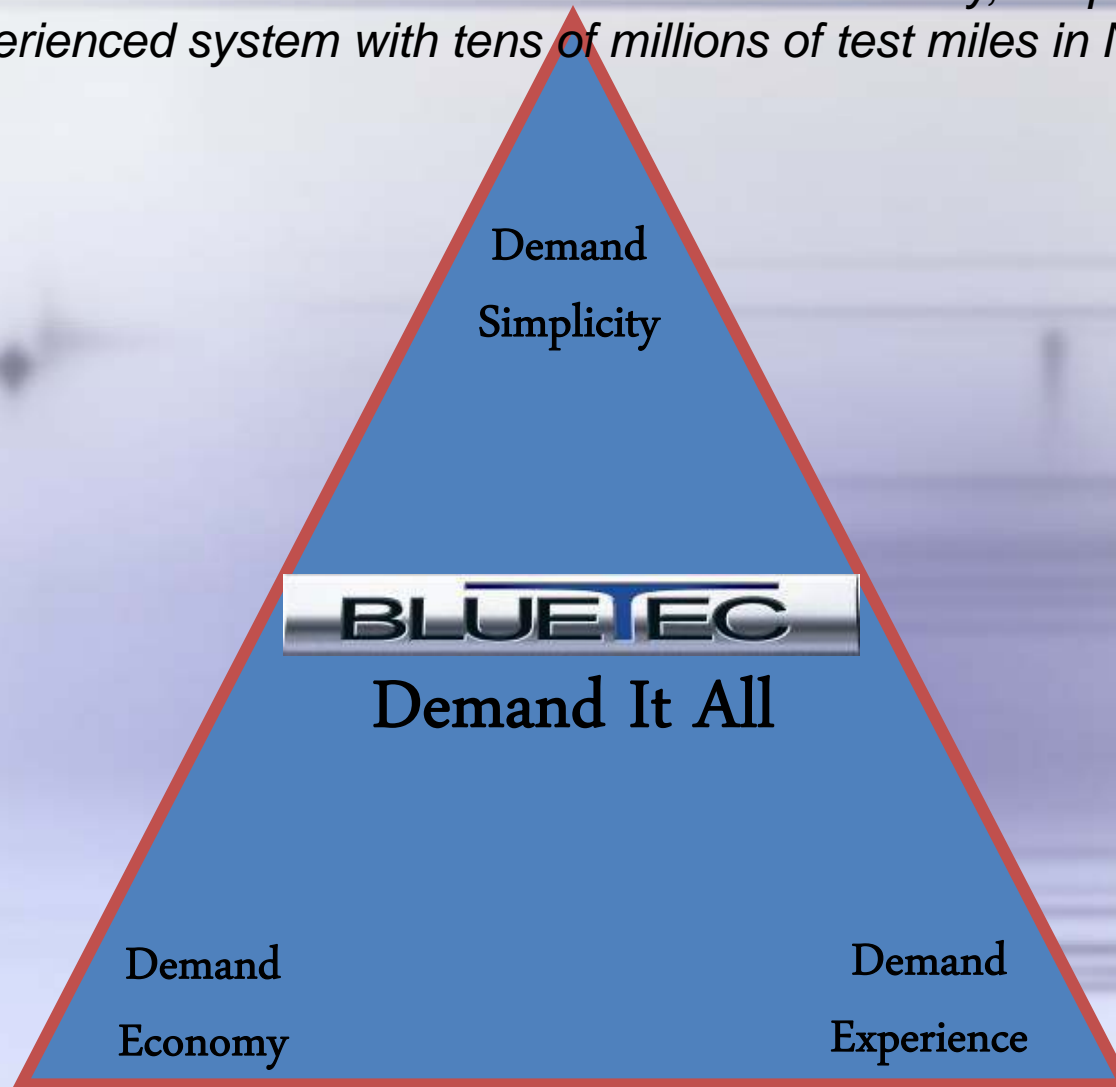 system with tens of millions of test miles in
Demand
Simplicity
BLUETEC
Demand It All
Demand
Economy
Demand
Experience